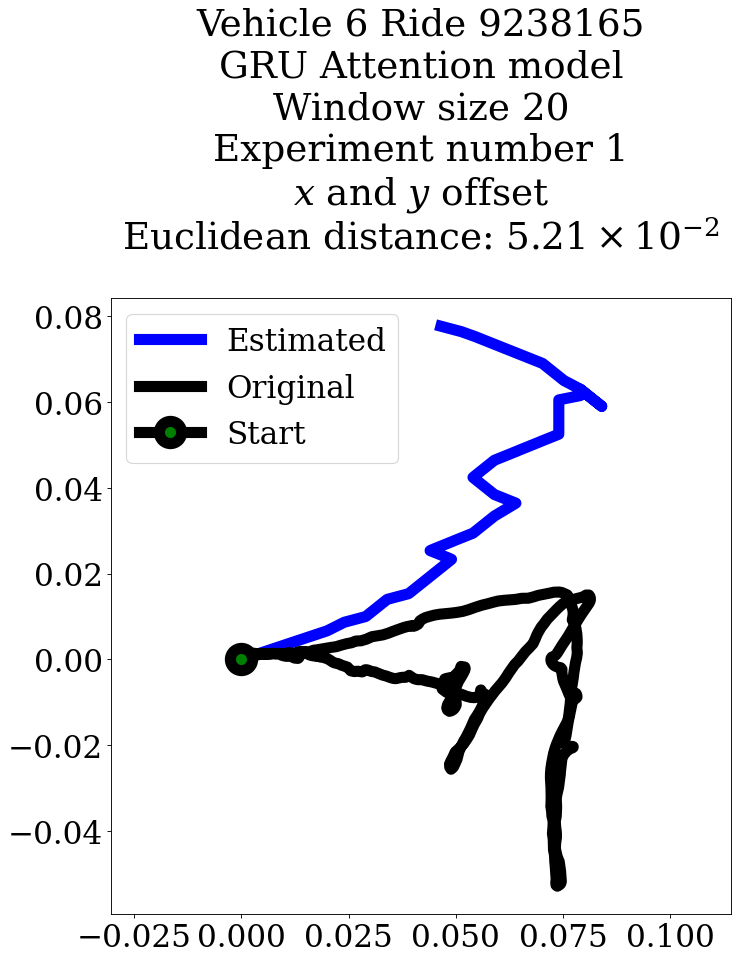 Vehicle 6 Ride 9238165
GRU Attention model
Window size 20
Experiment number 1
x and y offset
Euclidean distance: 5.21 × 10⁻²
Estimated
Original
Start
0.08
0.06
0.04
0.02
0.00
−0.02
−0.04
−0.025 0.000 0.025 0.050 0.075 0.100